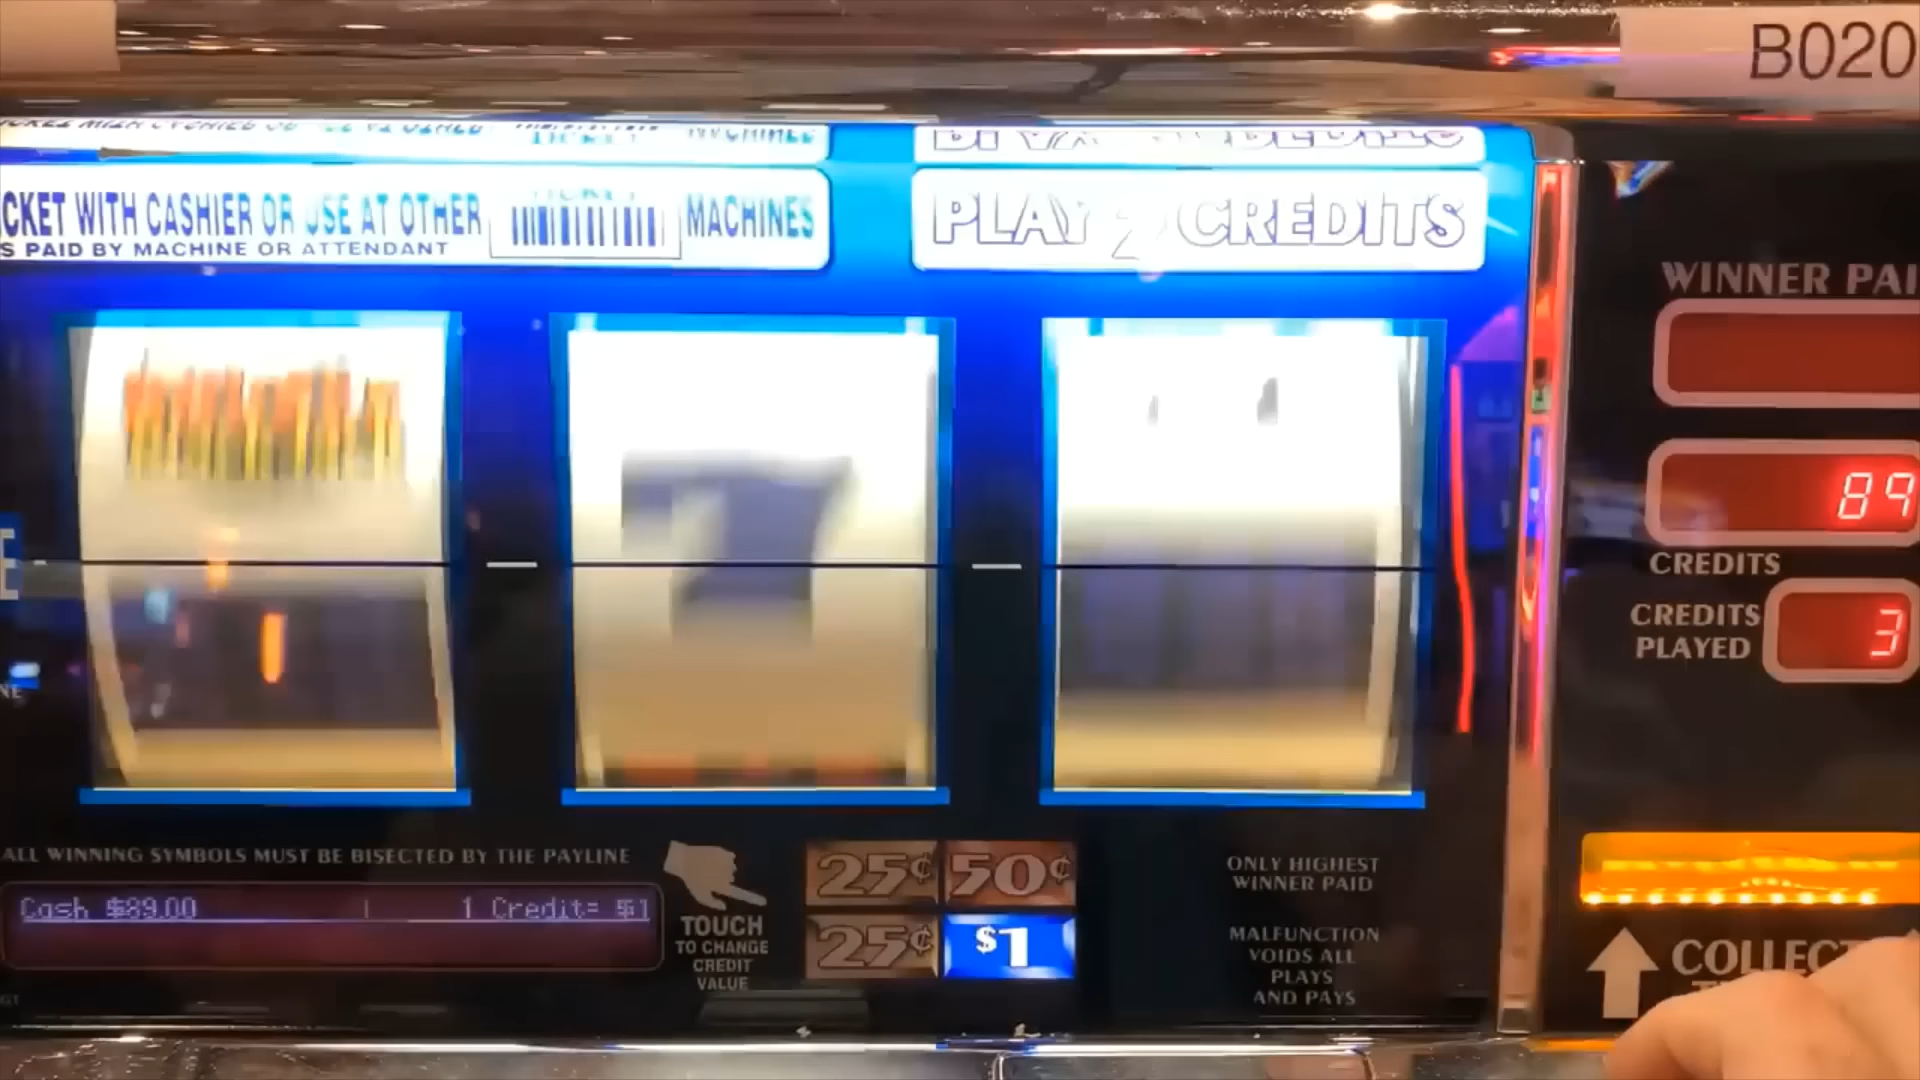 B020
MACHINES
CKET WITH CASHIER OR USE AT OTHER
MACHINES
S PAID BY MACHINE OR ATTENDANT
PLAY 2 CREDITS
WINNER PAI
89
CREDITS
CREDITS
PLAYED
3
7
E
NE
ALL WINNING SYMBOLS MUST BE BISECTED BY THE PAYLINE
Cash $89.00 1 Credit= $1
TOUCH
TO CHANGE
CREDIT
VALUE
25¢ 50¢
25¢ $1
ONLY HIGHEST
WINNER PAID
MALFUNCTION
VOIDS ALL
PLAYS
AND PAYS
COLLECT